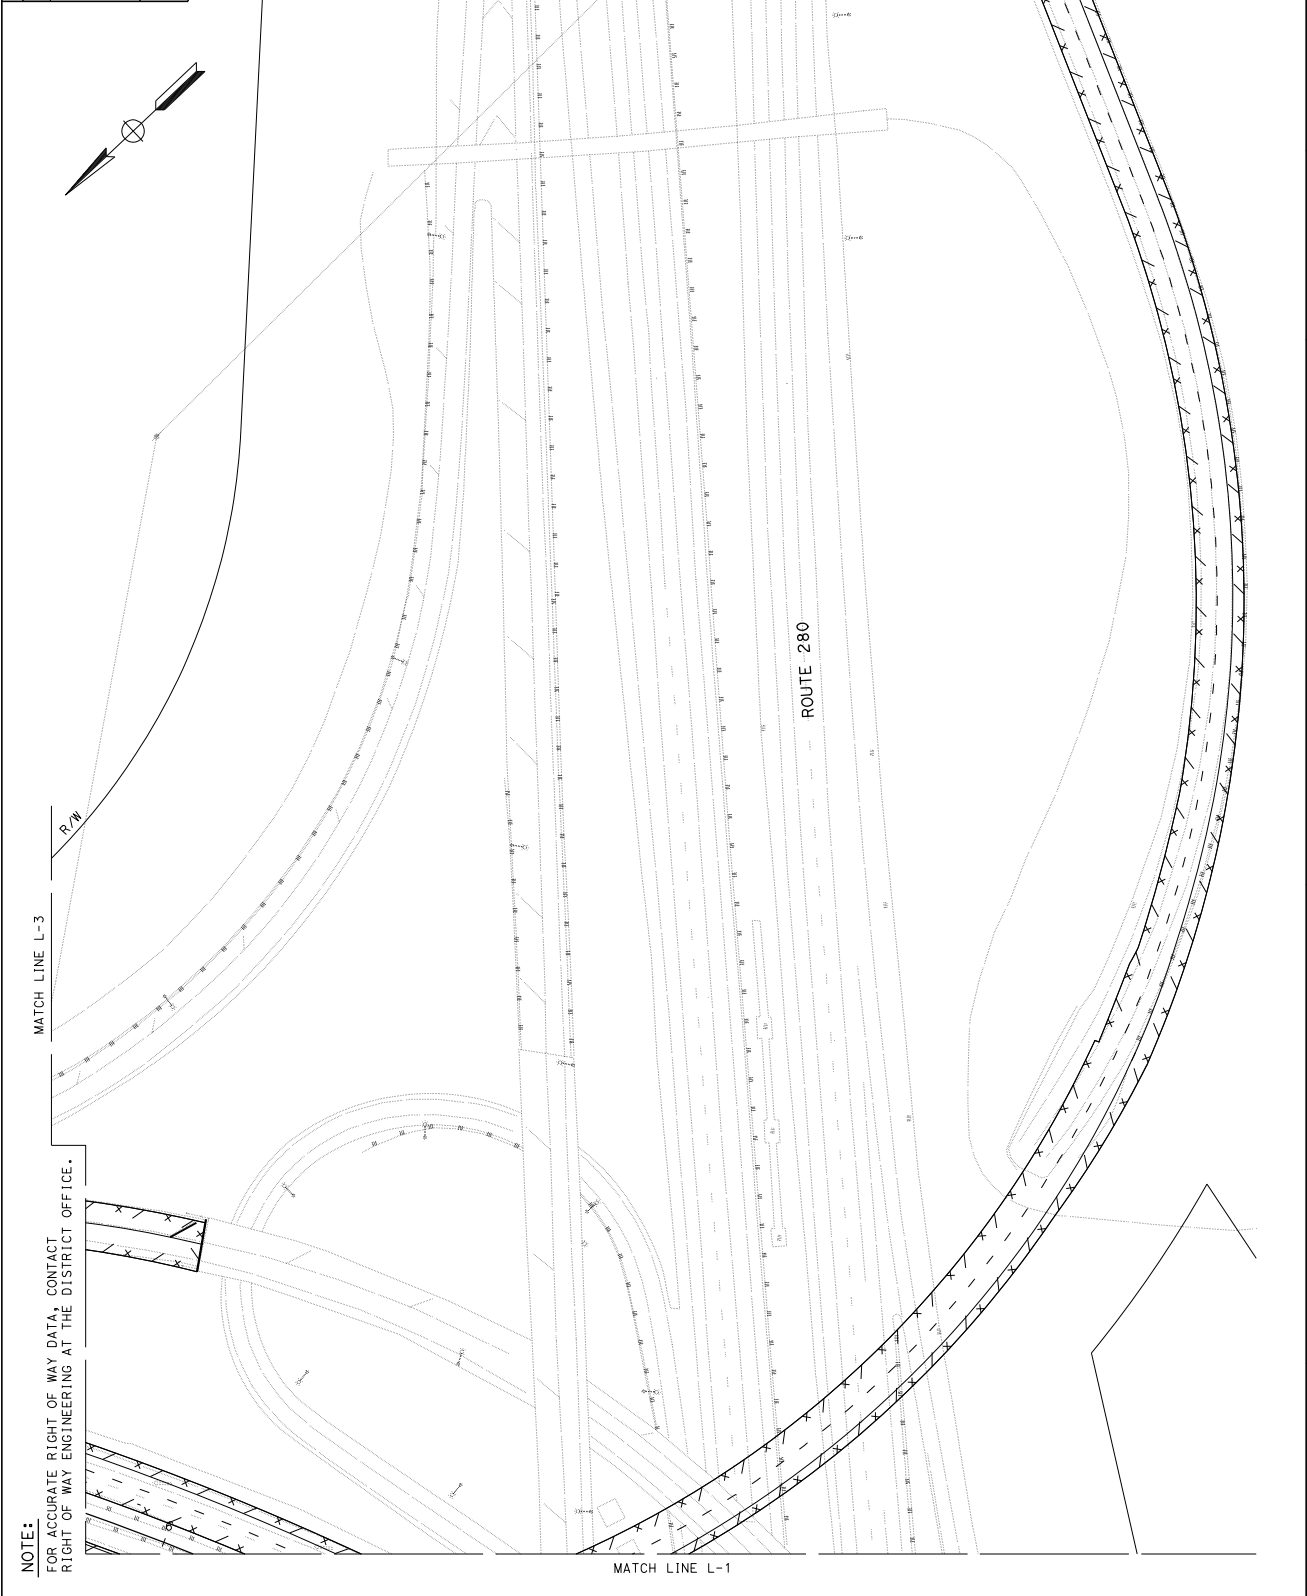 NOTE:
FOR ACCURATE RIGHT OF WAY DATA, CONTACT
RIGHT OF WAY ENGINEERING AT THE DISTRICT OFFICE.
MATCH LINE L-3
R/W
ROUTE 280
MATCH LINE L-1